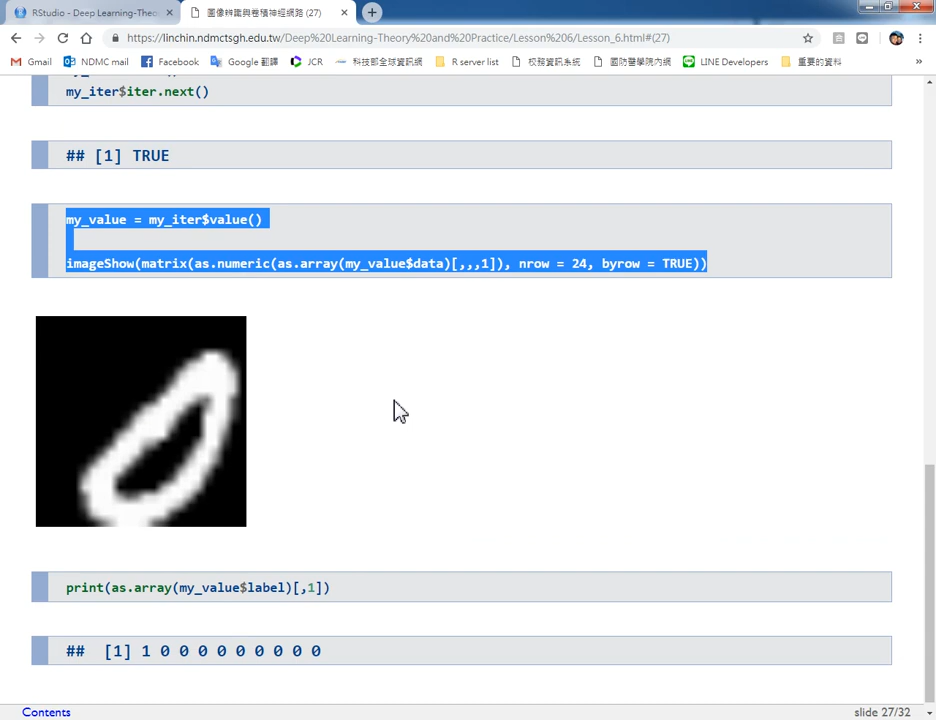 RStudio - Deep Learning-Theo
圖像辨識與卷積神經網路 (27)
https://linchin.ndmctsgh.edu.tw/Deep%20Learning-Theory%20and%20Practice/Lesson%206/Lesson_6.html#(27)
Gmail
NDMC mail
Facebook
Google 翻譯
JCR
科技部全球資訊網
R server list
校務資訊系統
國防醫學院內網
LINE Developers
重要的資料
»
my_iter$iter.next()
## [1] TRUE
my_value = my_iter$value()
imageShow(matrix(as.numeric(as.array(my_value$data)[,,,1]), nrow = 24, byrow = TRUE))
print(as.array(my_value$label)[,1])
## [1] 1 0 0 0 0 0 0 0 0 0
Contents
slide 27/32